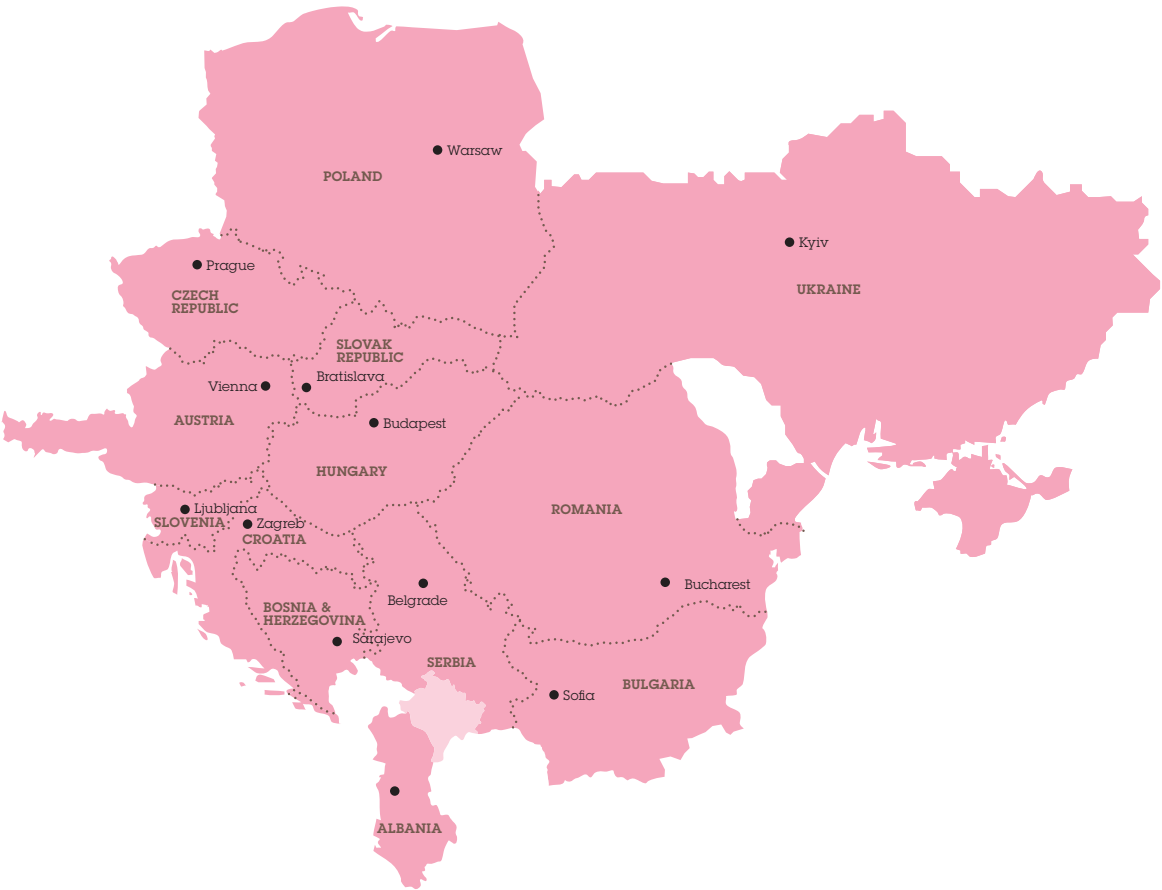 Warsaw
POLAND
Kyiv
Prague
UKRAINE
CZECH
REPUBLIC
SLOVAK
REPUBLIC
Bratislava
Vienna
AUSTRIA
Budapest
HUNGARY
Ljubljana
SLOVENIA
Zagreb
CROATIA
ROMANIA
Bucharest
Belgrade
BOSNIA &
HERZEGOVINA
Sarajevo
SERBIA
BULGARIA
Sofia
ALBANIA